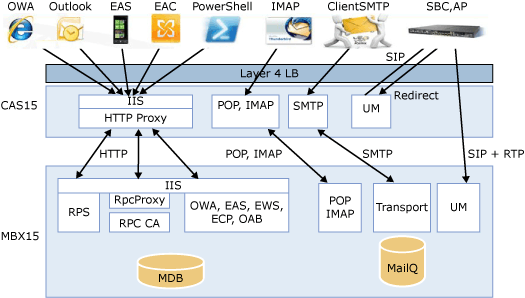 OWA Outlook EAS EAC PowerShell IMAP ClientSMTP SBC,AP
SIP
Layer 4 LB
CAS15
IIS
HTTP Proxy
POP, IMAP
SMTP
UM
Redirect
HTTP
POP, IMAP
SMTP
SIP + RTP
MBX15
IIS
RPS
RpcProxy
RPC CA
OWA, EAS, EWS,
ECP, OAB
POP
IMAP
Transport
UM
MDB
MailQ